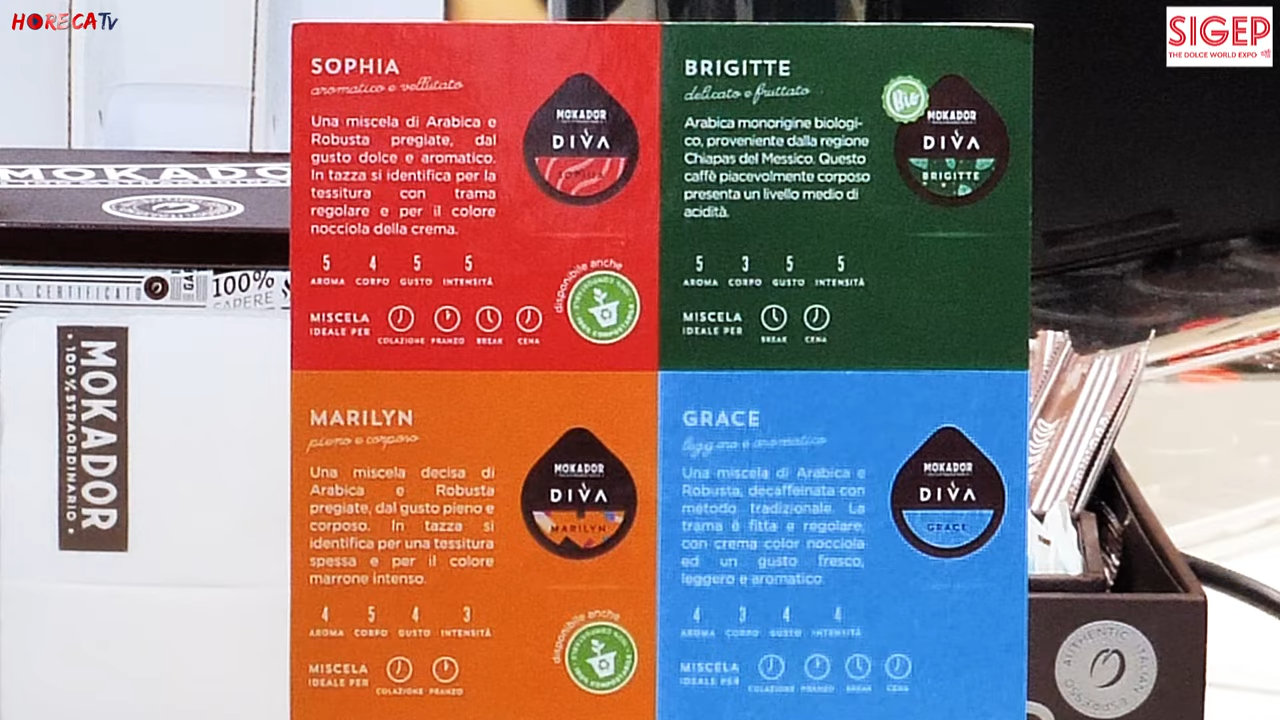 HORECATV
SIGEP
THE DOLCE WORLD EXPO
MOKADOR
CERTIFICATO
100%
SAPERE
MOKADOR
• 100% STRAORDINARIO •
SOPHIA
aromatico e vellutato
Una miscela di Arabica e
Robusta pregiate, dal
gusto dolce e aromatico.
In tazza si identifica per la
tessitura con trama
regolare e per il colore
nocciola della crema.
MOKADOR
DIVA
SOPHIA
5 4 5 5
AROMA CORPO GUSTO INTENSITÀ
disponibile anche
MISCELA
IDEALE PER
COLAZIONE PRANZO BREAK CENA
BRIGITTE
delicato e fruttato
Arabica monorigine biologi-
co, proveniente dalla regione
Chiapas del Messico. Questo
caffè piacevolmente corposo
presenta un livello medio di
acidità.
Bio
MOKADOR
DIVA
BRIGITTE
5 3 5 5
AROMA CORPO GUSTO INTENSITÀ
MISCELA
IDEALE PER
BREAK CENA
MARILYN
pieno e corposo
Una miscela decisa di
Arabica e Robusta
pregiate, dal gusto pieno e
corposo. In tazza si
identifica per una tessitura
spessa e per il colore
marrone intenso.
MOKADOR
DIVA
MARILYN
4 5 4 3
AROMA CORPO GUSTO INTENSITÀ
disponibile anche
MISCELA
IDEALE PER
COLAZIONE PRANZO
GRACE
leggero e aromatico
Una miscela di Arabica e
Robusta, decaffeinata con
metodo tradizionale. La
trama è fitta e regolare,
con crema color nocciola
ed un gusto fresco,
leggero e aromatico.
MOKADOR
DIVA
GRACE
4 3 4 4
AROMA CORPO GUSTO INTENSITÀ
MISCELA
IDEALE PER
COLAZIONE PRANZO BREAK CENA
AUTHENTIC ITALIAN ESPRESSO